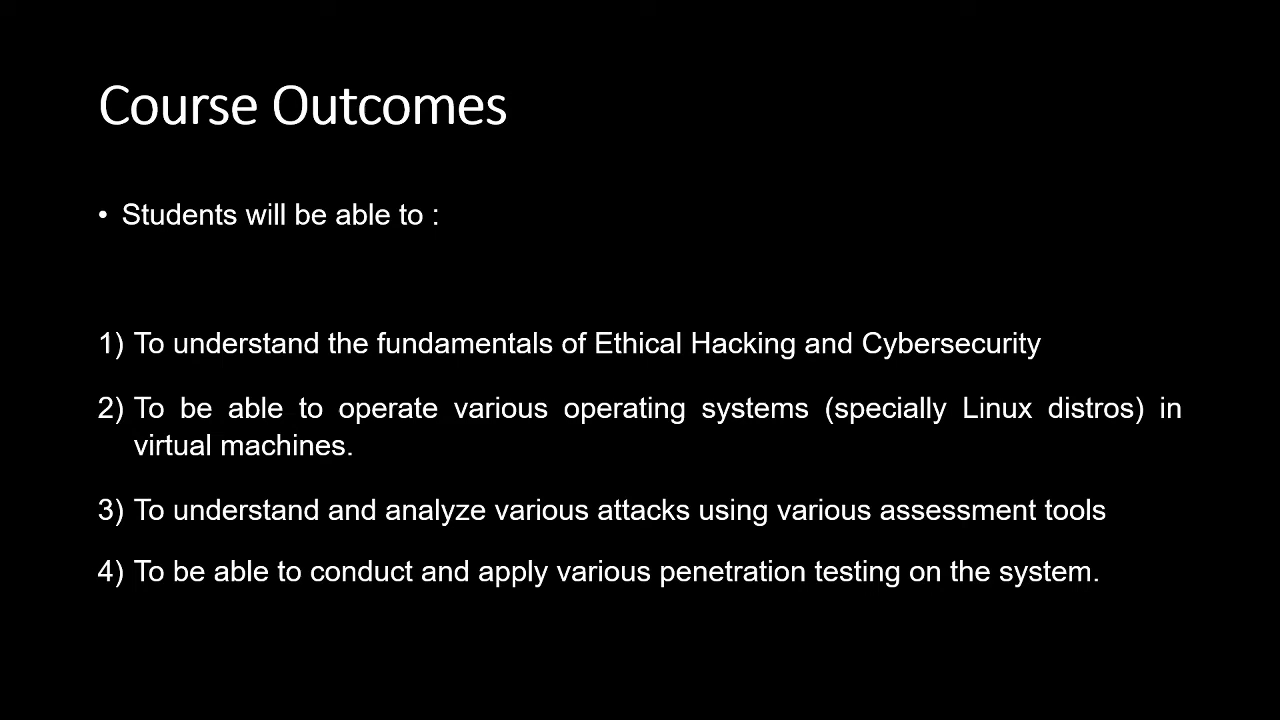 Course Outcomes
• Students will be able to :
1) To understand the fundamentals of Ethical Hacking and Cybersecurity
2) To be able to operate various operating systems (specially Linux distros) in
virtual machines.
3) To understand and analyze various attacks using various assessment tools
4) To be able to conduct and apply various penetration testing on the system.